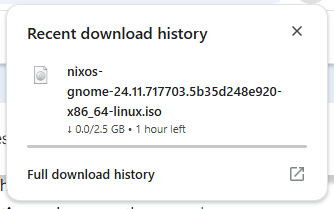 Recent download history
nixos-
gnome-24.11.717703.5b35d248e920-
x86_64-linux.iso
↓ 0.0/2.5 GB • 1 hour left
Full download history